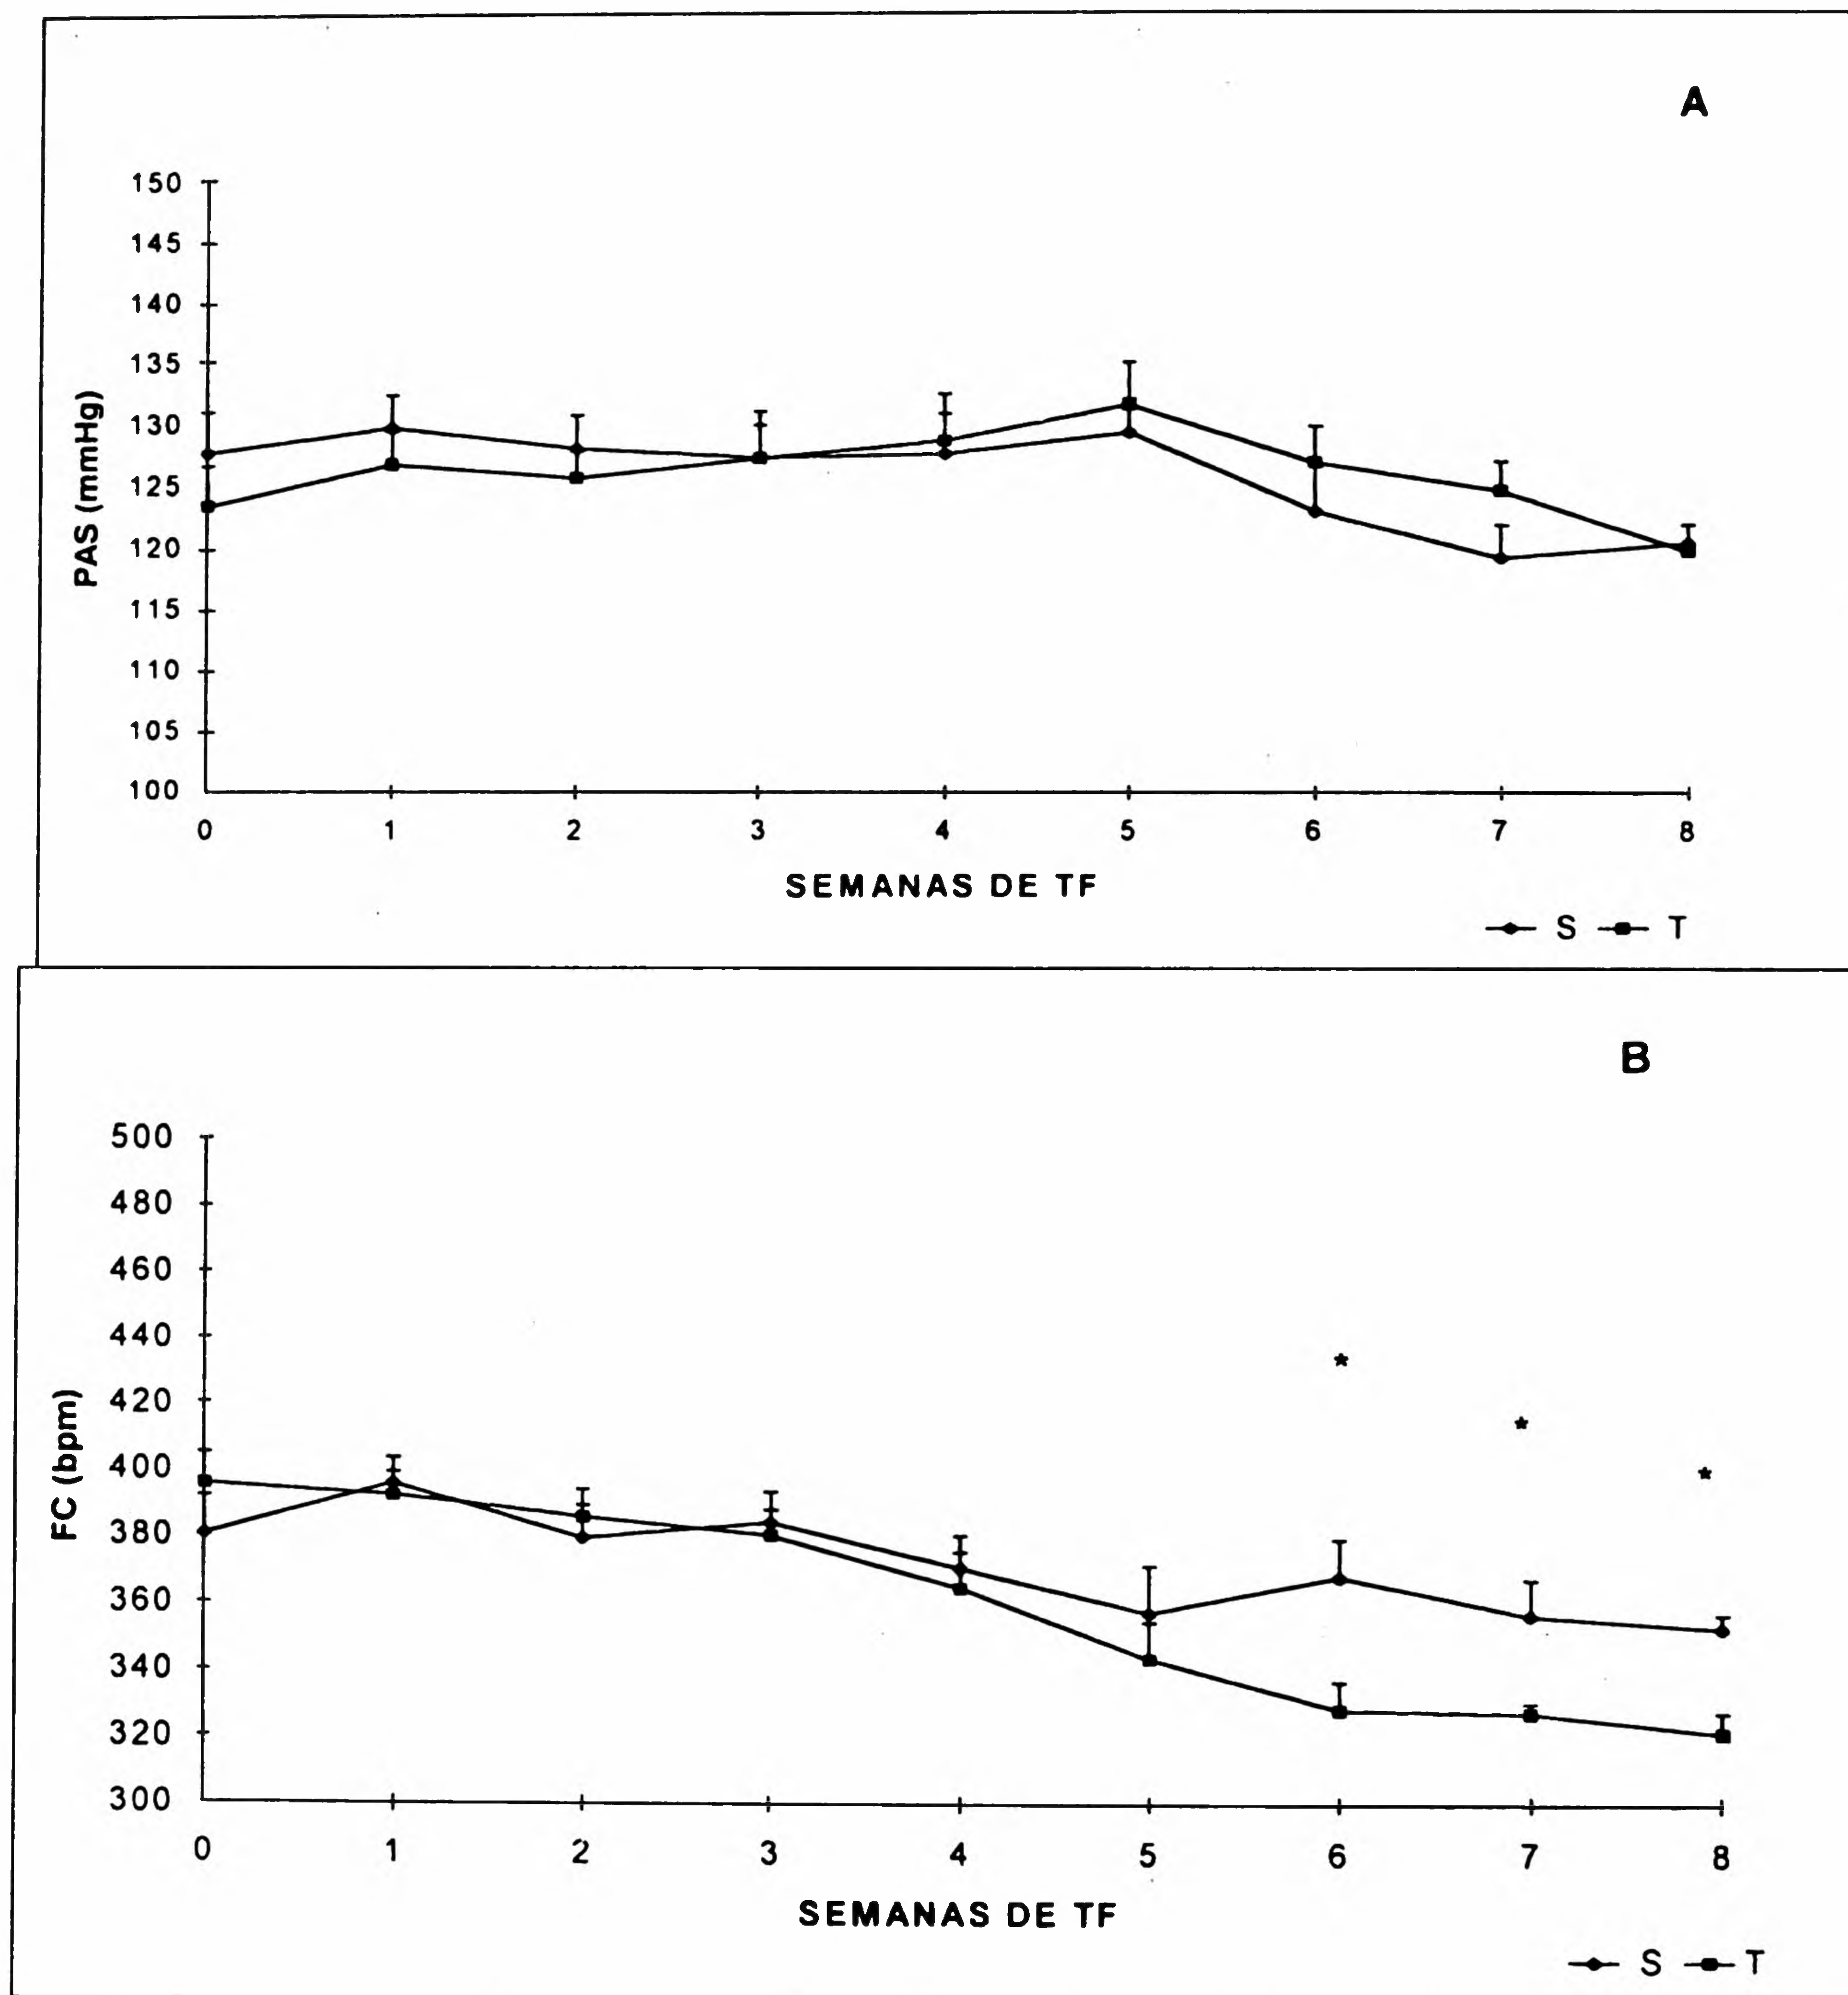 A
150
145
140
135
130
125
120
115
110
105
100
PAS (mmHg)
0 1 2 3 4 5 6 7 8
SEMANAS DE TF
S T
B
500
480
460
440
420
400
380
360
340
320
300
FC (bpm)
*
*
*
0 1 2 3 4 5 6 7 8
SEMANAS DE TF
S T